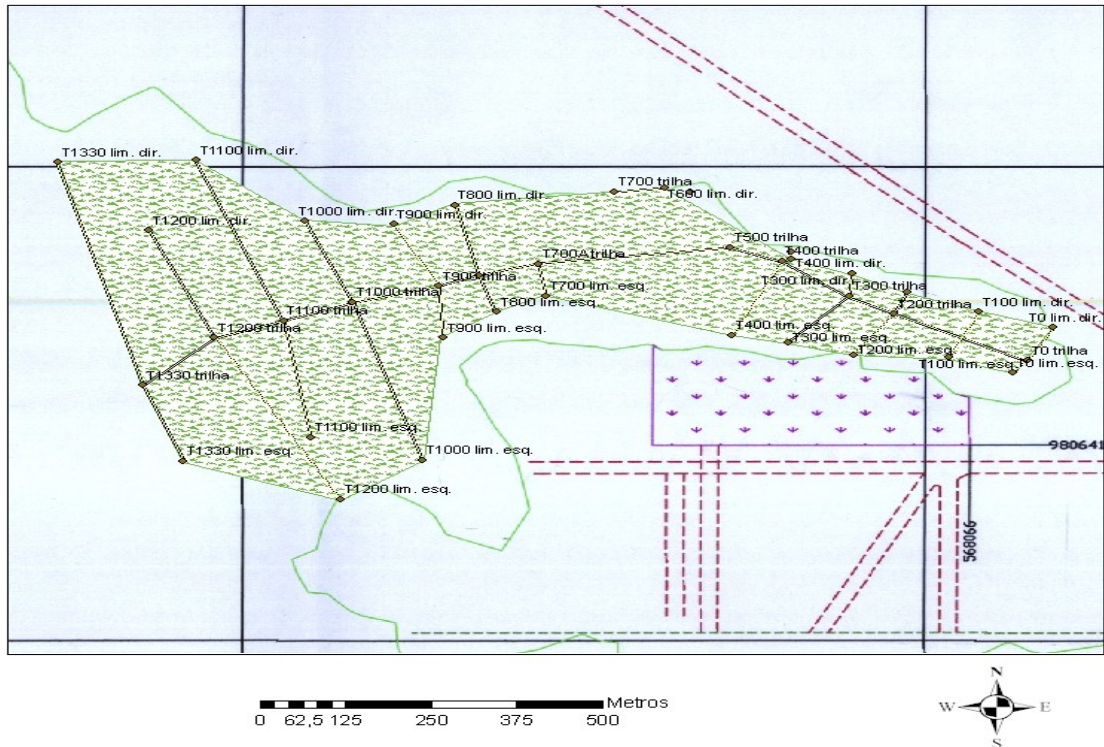 T1330 lim. dir.
T1100 lim. dir.
T700 trilha
T600 lim. dir.
T800 lim. dir.
T1200 lim. dir.
T1000 lim. dir.
T900 lim. dir.
T500 trilha
T400 trilha
T400 lim. dir.
T700A trilha
T900 trilha
T700 lim. esq.
T300 lim. dir.
T300 trilha
T1000 trilha
T800 lim. esq.
T200 trilha
T100 lim. dir.
T1100 trilha
T0 lim. dir.
T1200 trilha
T900 lim. esq.
T400 lim. esq.
T300 lim. esq.
T200 lim. esq.
T0 trilha
T100 lim. esq.
T0 lim. esq.
T1330 trilha
T1100 lim. esq.
T1330 lim. esq.
T1000 lim. esq.
980641
T1200 lim. esq.
568066
Metros
0 62,5 125 250 375 500
N
W E
S